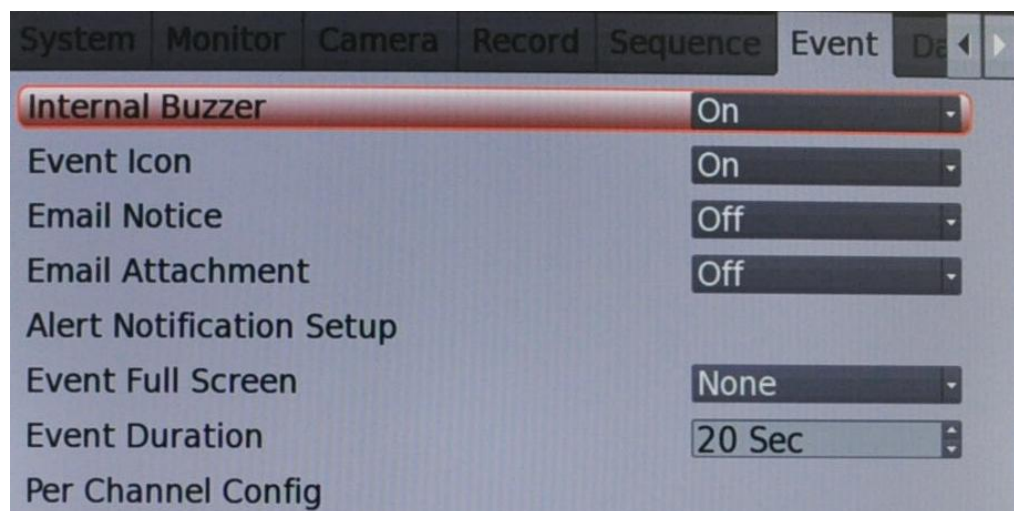 System Monitor Camera Record Sequence Event
Internal Buzzer On
Event Icon On
Email Notice Off
Email Attachment Off
Alert Notification Setup
Event Full Screen None
Event Duration 20 Sec
Per Channel Config